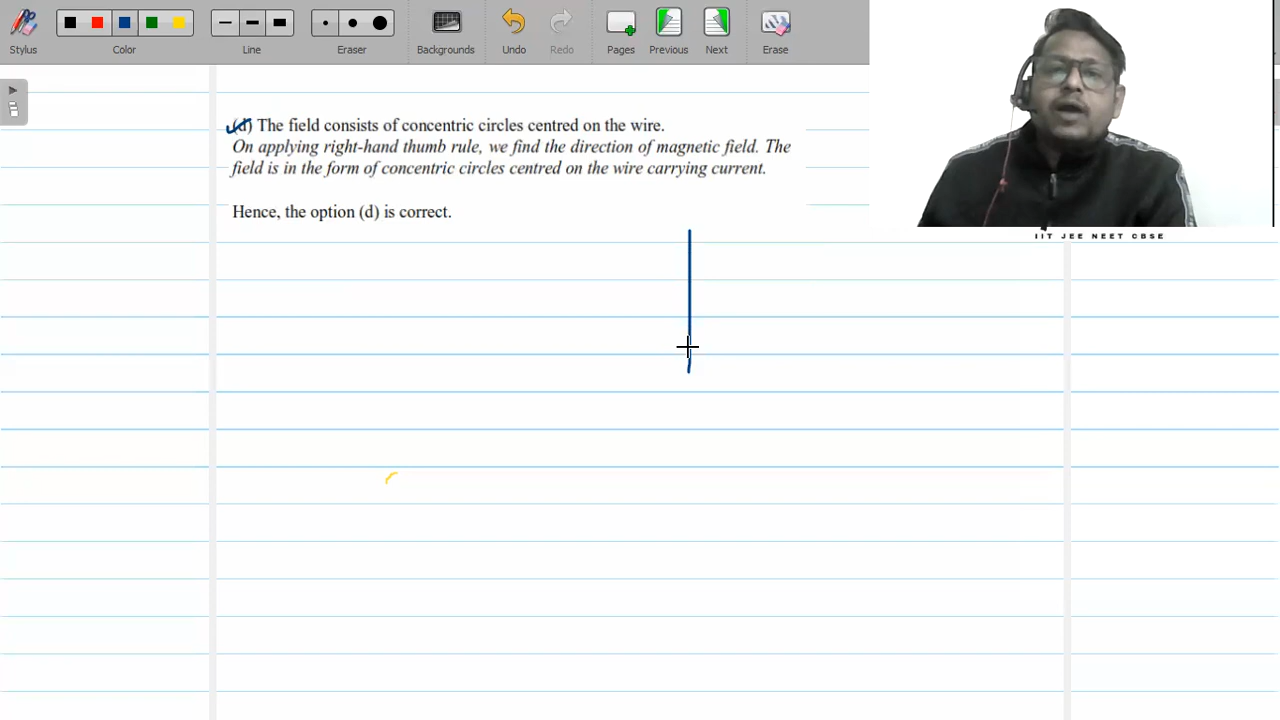 Stylus
Color
Line
Eraser
Backgrounds
Undo
Redo
Pages
Previous
Next
Erase
(d) The field consists of concentric circles centred on the wire.
On applying right-hand thumb rule, we find the direction of magnetic field. The
field is in the form of concentric circles centred on the wire carrying current.
Hence, the option (d) is correct.
IIT JEE NEET CBSE